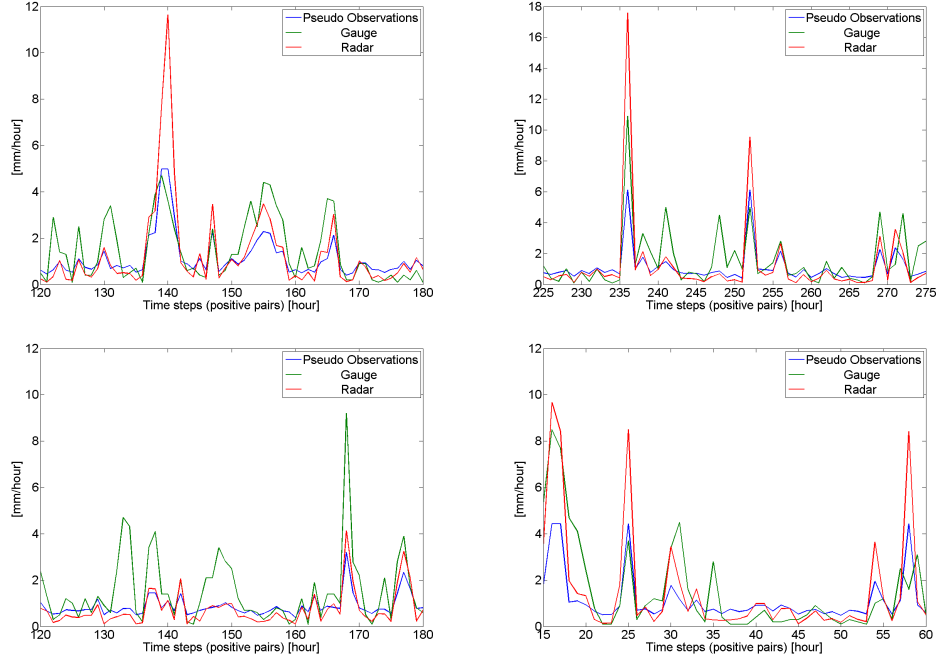 12
10
8
6
4
2
0
[mm/hour]
120 130 140 150 160 170 180
Time steps (positive pairs) [hour]
Pseudo Observations
Gauge
Radar
18
16
14
12
10
8
6
4
2
0
[mm/hour]
225 230 235 240 245 250 255 260 265 270 275
Time steps (positive pairs) [hour]
Pseudo Observations
Gauge
Radar
12
10
8
6
4
2
0
[mm/hour]
120 130 140 150 160 170 180
Time steps (positive pairs) [hour]
Pseudo Observations
Gauge
Radar
12
10
8
6
4
2
0
[mm/hour]
15 20 25 30 35 40 45 50 55 60
Time steps (positive pairs) [hour]
Pseudo Observations
Gauge
Radar